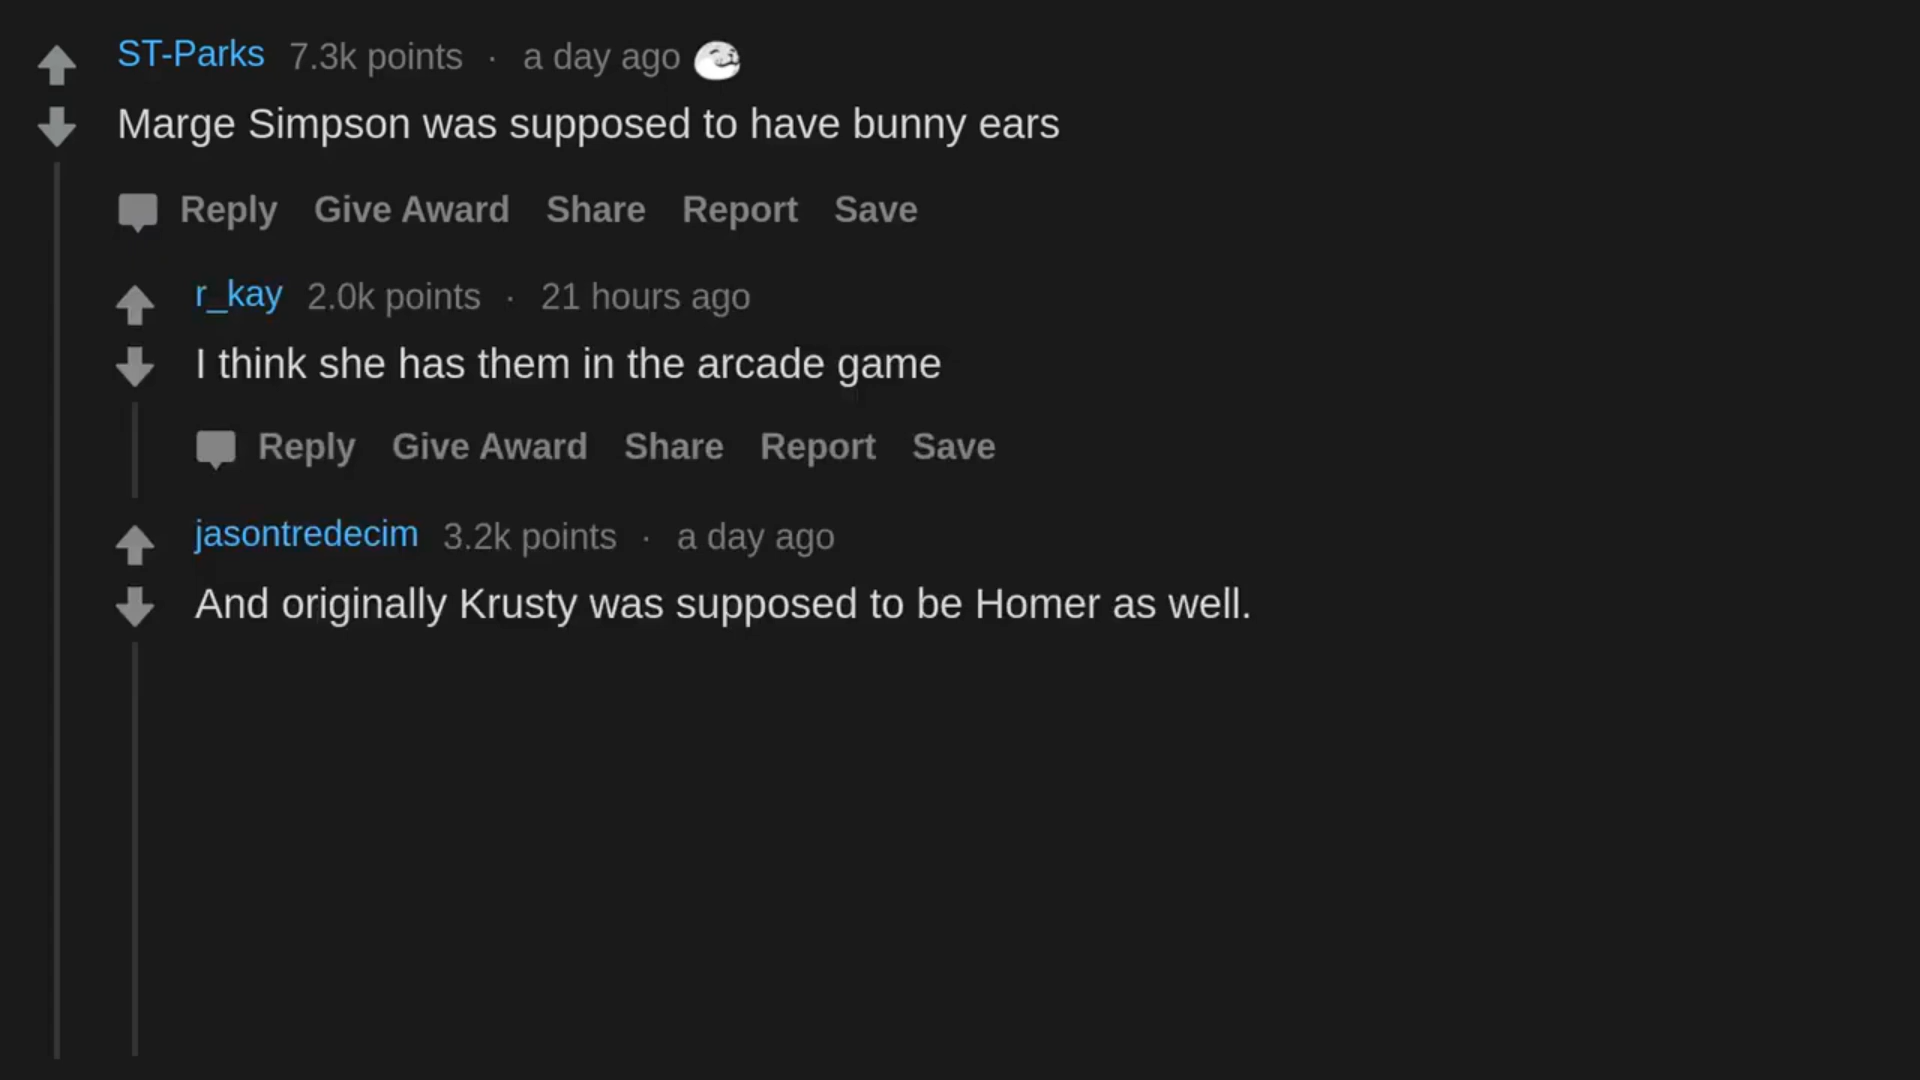 ST-Parks 7.3k points · a day ago
Marge Simpson was supposed to have bunny ears
Reply Give Award Share Report Save
r_kay 2.0k points · 21 hours ago
I think she has them in the arcade game
Reply Give Award Share Report Save
jasontredecim 3.2k points · a day ago
And originally Krusty was supposed to be Homer as well.